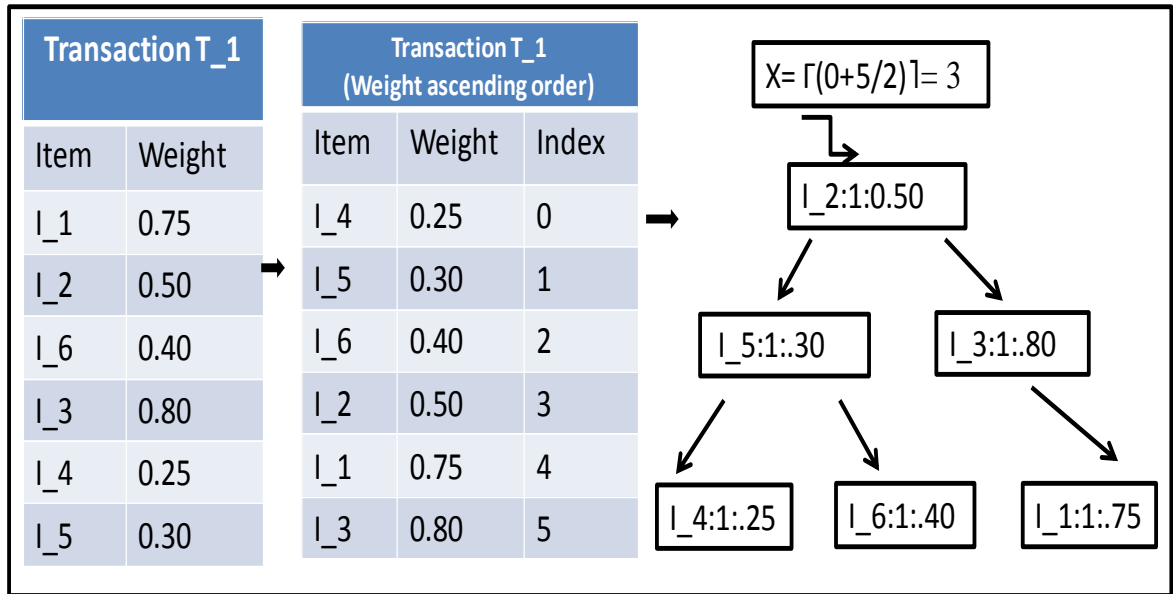 Transaction T_1
Item Weight
I_1 0.75
I_2 0.50
I_6 0.40
I_3 0.80
I_4 0.25
I_5 0.30
Transaction T_1
(Weight ascending order)
Item Weight Index
I_4 0.25 0
I_5 0.30 1
I_6 0.40 2
I_2 0.50 3
I_1 0.75 4
I_3 0.80 5
X= Γ(0+5/2)˥= 3
I_2:1:0.50
I_5:1:.30
I_3:1:.80
I_4:1:.25
I_6:1:.40
I_1:1:.75